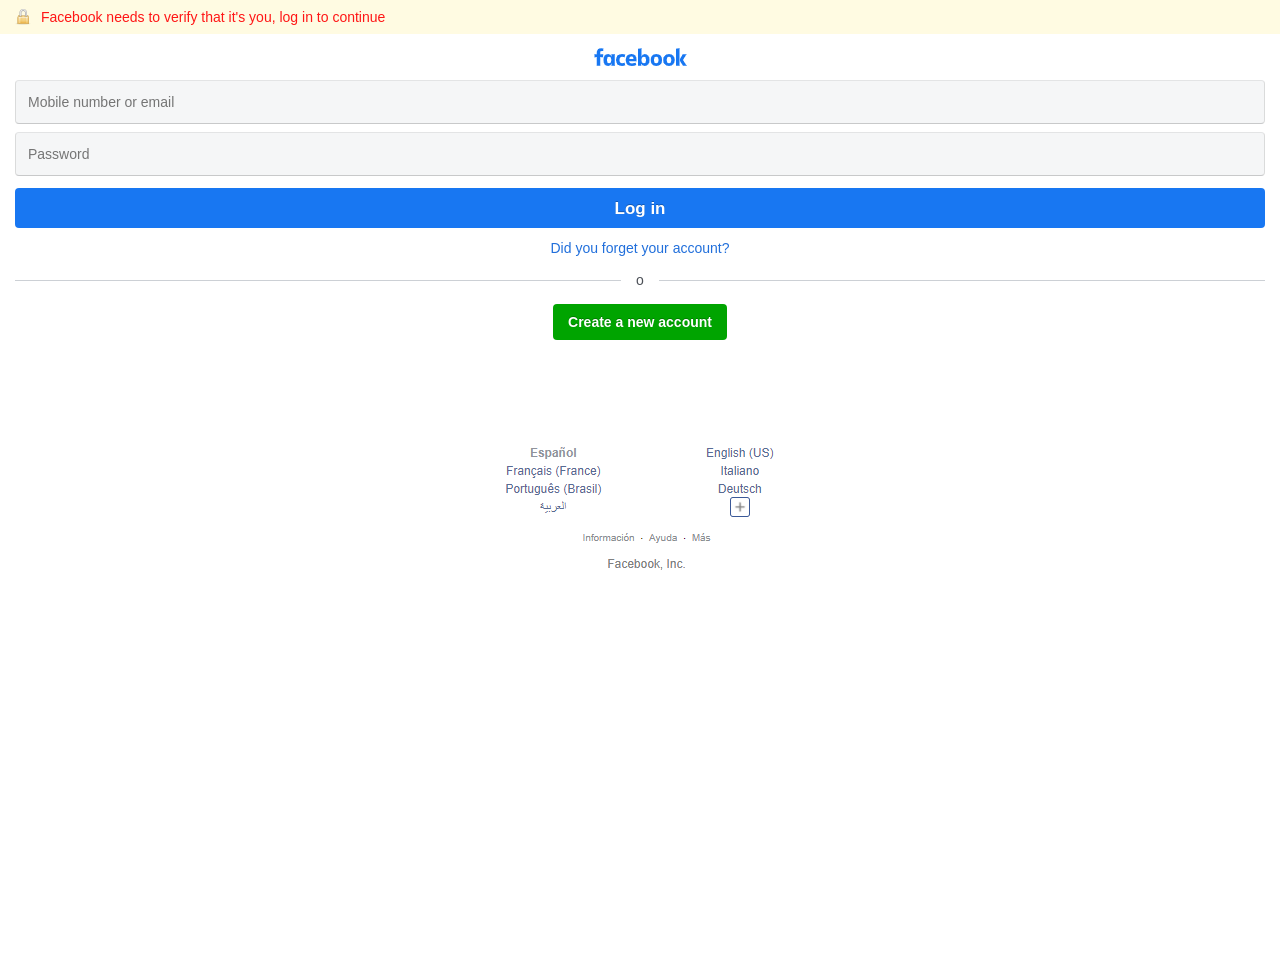 Facebook needs to verify that it's you, log in to continue
facebook
Mobile number or email
Password
Log in
Did you forget your account?
o
Create a new account
Español English (US)
Français (France) Italiano
Português (Brasil) Deutsch
العربية
Información · Ayuda · Más
Facebook, Inc.